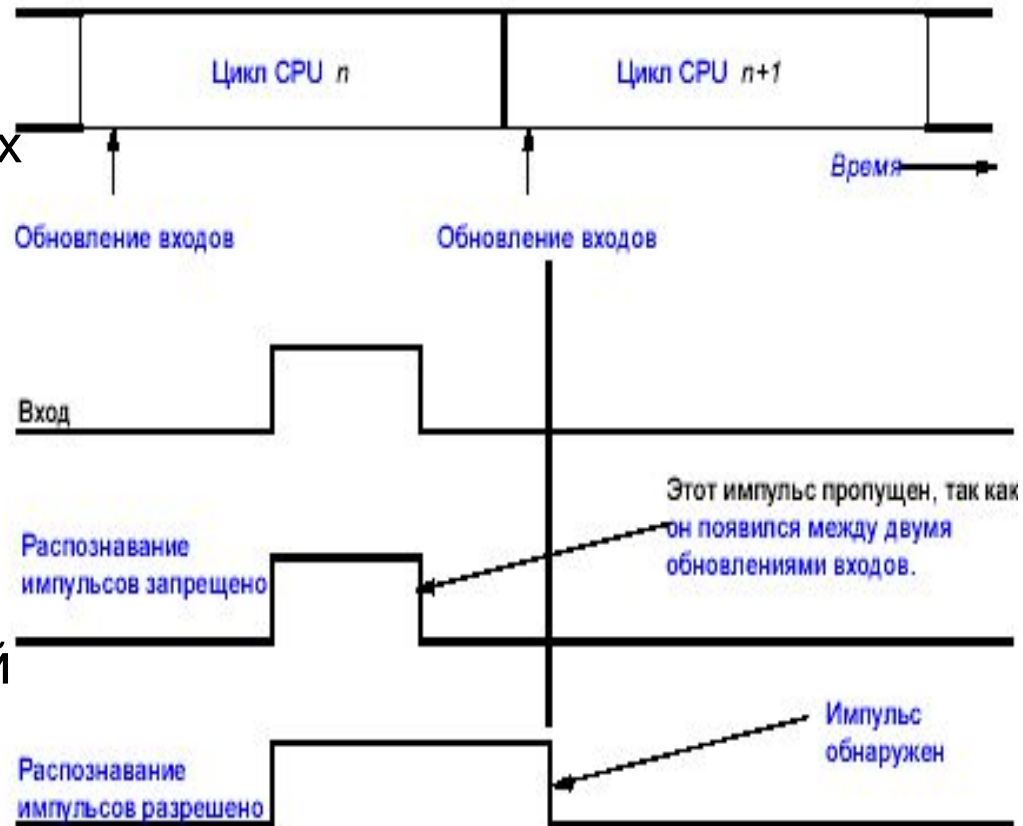 Цикл CPU n
Цикл CPU n+1
х
Время
Обновление входов
Обновление входов
Вход
Этот импульс пропущен, так как
он появился между двумя
обновлениями входов.
Распознавание
импульсов запрещено
й
Импульс
обнаружен
Распознавание
импульсов разрешено